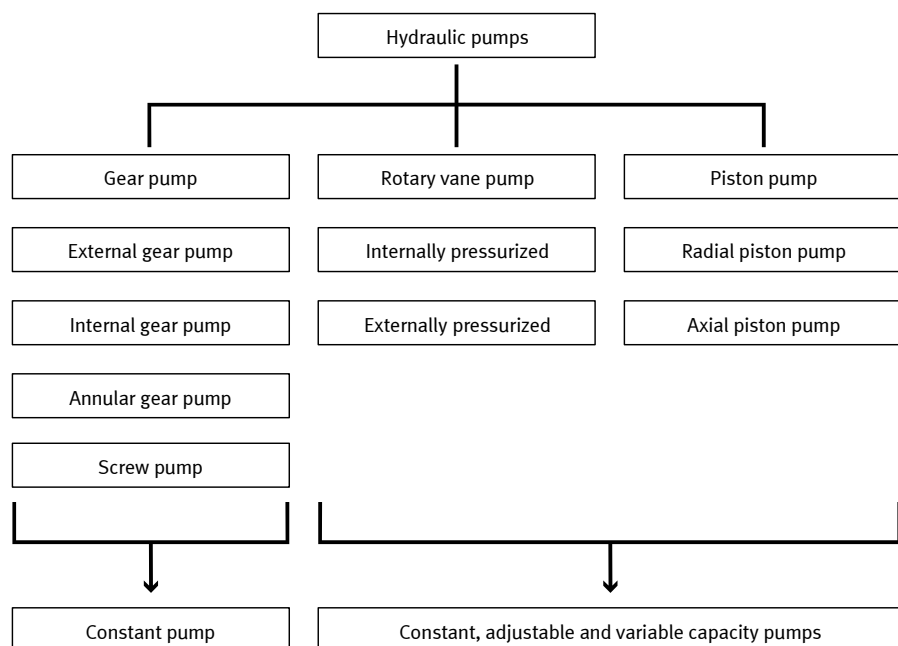 Hydraulic pumps
Gear pump
Rotary vane pump
Piston pump
External gear pump
Internally pressurized
Radial piston pump
Internal gear pump
Externally pressurized
Axial piston pump
Annular gear pump
Screw pump
Constant pump
Constant, adjustable and variable capacity pumps